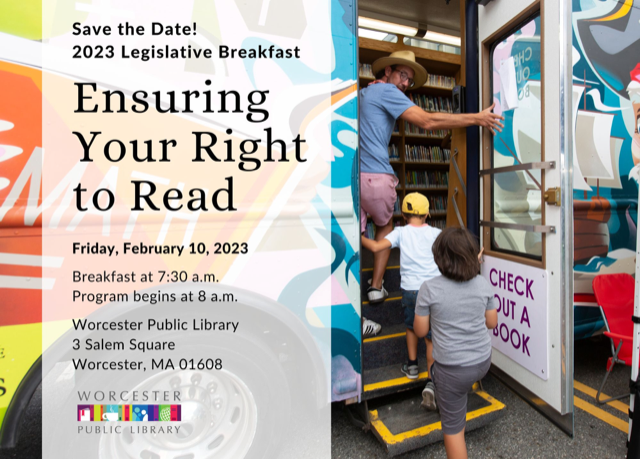 Save the Date!
2023 Legislative Breakfast
Ensuring
Your Right
to Read
Friday, February 10, 2023
Breakfast at 7:30 a.m.
Program begins at 8 a.m.
Worcester Public Library
3 Salem Square
Worcester, MA 01608
WORCESTER
PUBLIC LIBRARY
CHECK
OUT A
BOOK